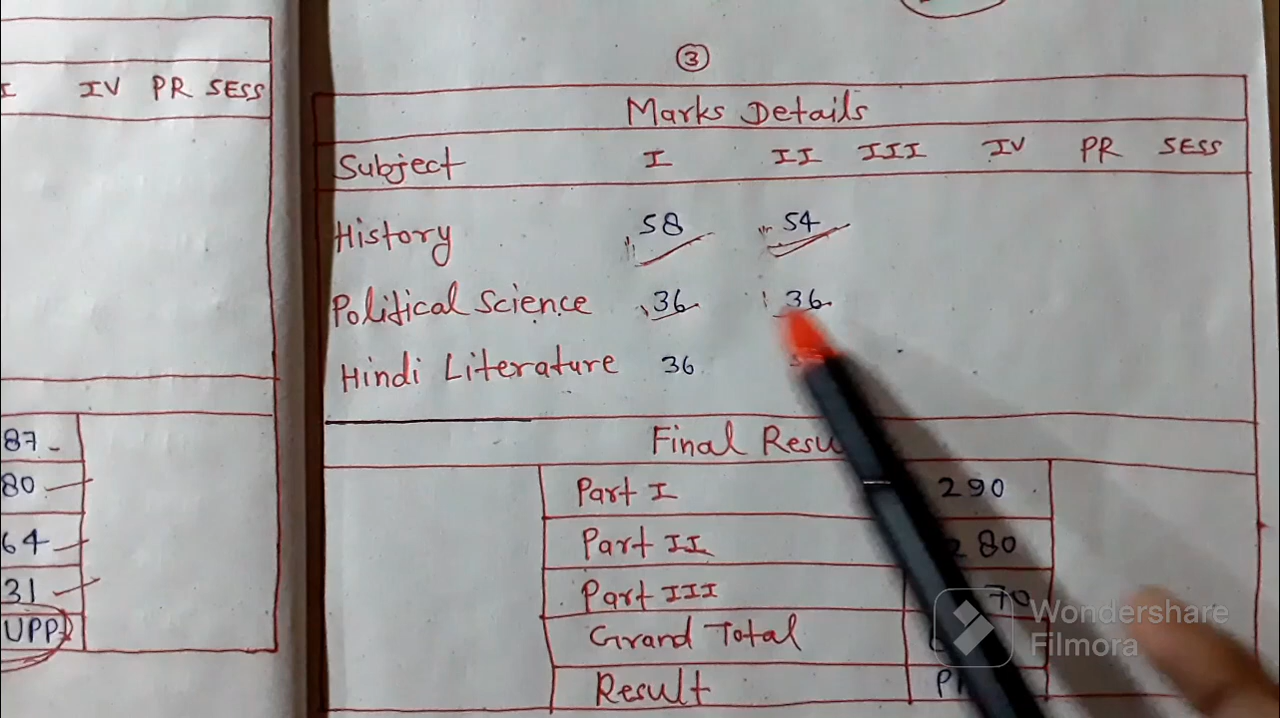 I IV PR SESS
87
80
64
31
UPP
3
Marks Details
Subject I II III IV PR SESS
History 58 54
Political Science 36 36
Hindi Literature 36
Final
Part I 290
Part II 280
Part III 70
Grand Total
Result
Wondershare
Filmora